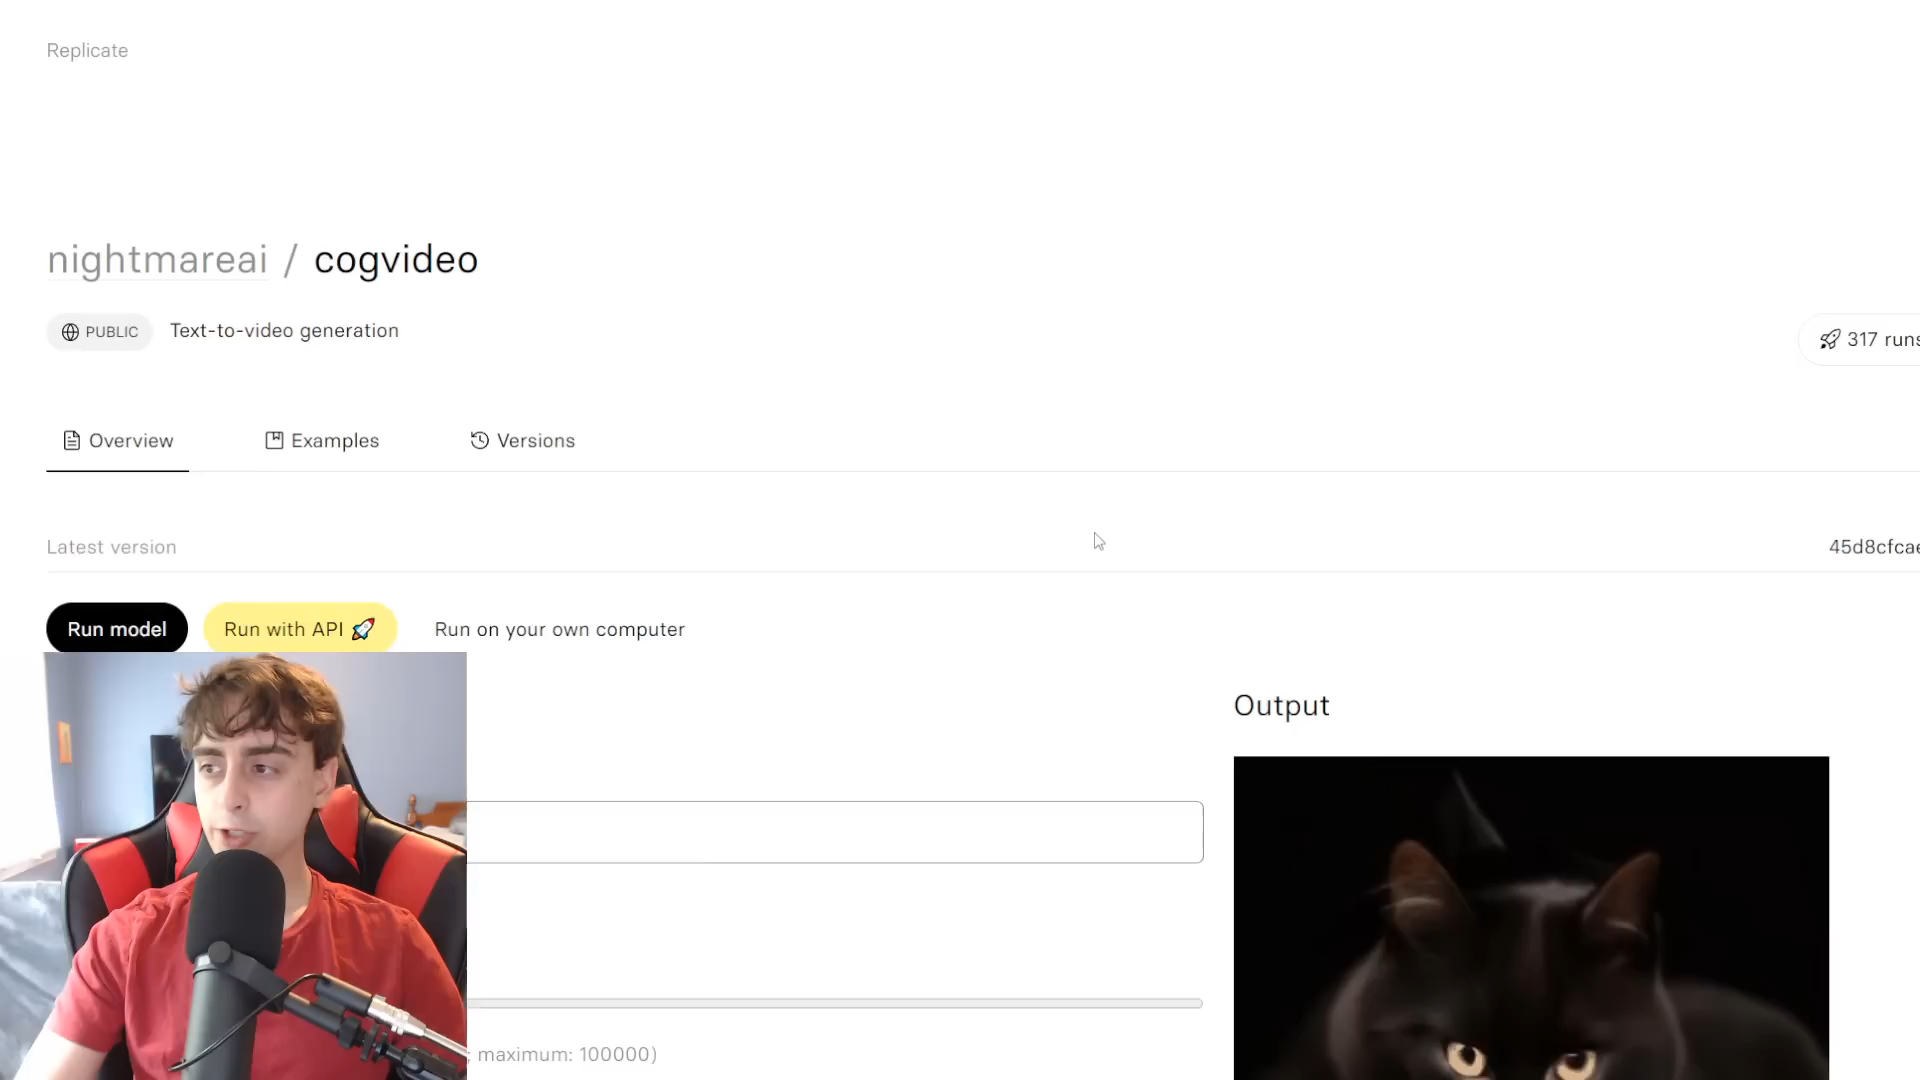 Replicate
nightmareai / cogvideo
PUBLIC Text-to-video generation
317 runs
Overview Examples Versions
Latest version
45d8cfcae
Run model Run with API 🚀 Run on your own computer
Output
; maximum: 100000)